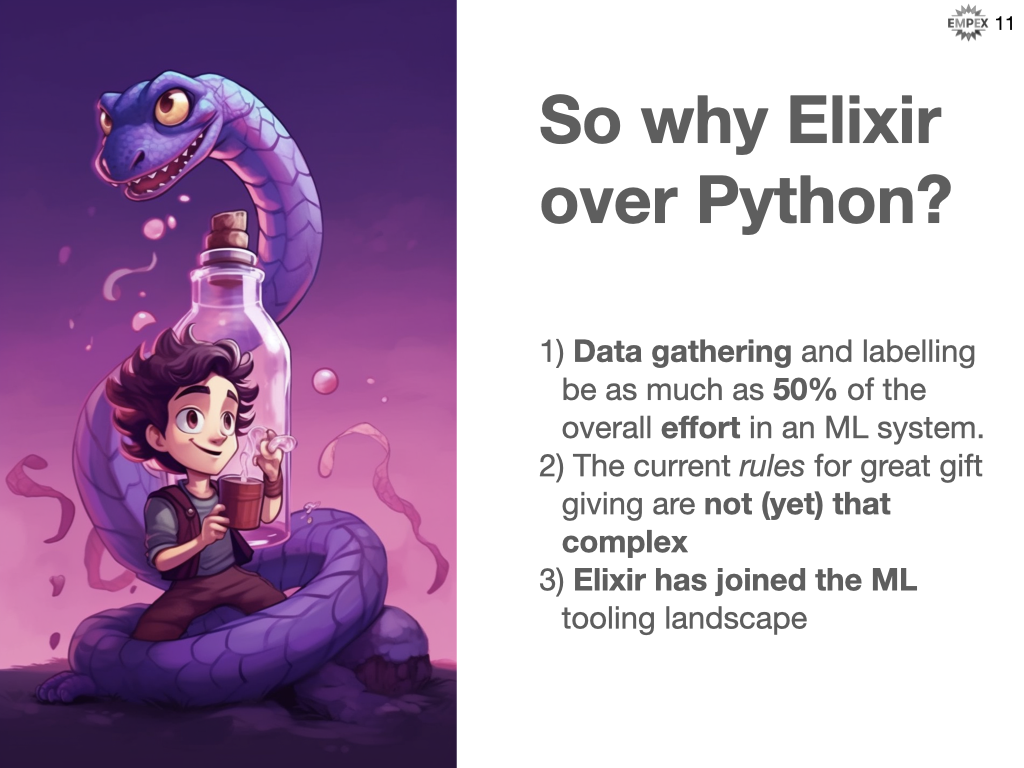 EMPEX 11
So why Elixir
over Python?
1) Data gathering and labelling
be as much as 50% of the
overall effort in an ML system.
2) The current rules for great gift
giving are not (yet) that
complex
3) Elixir has joined the ML
tooling landscape